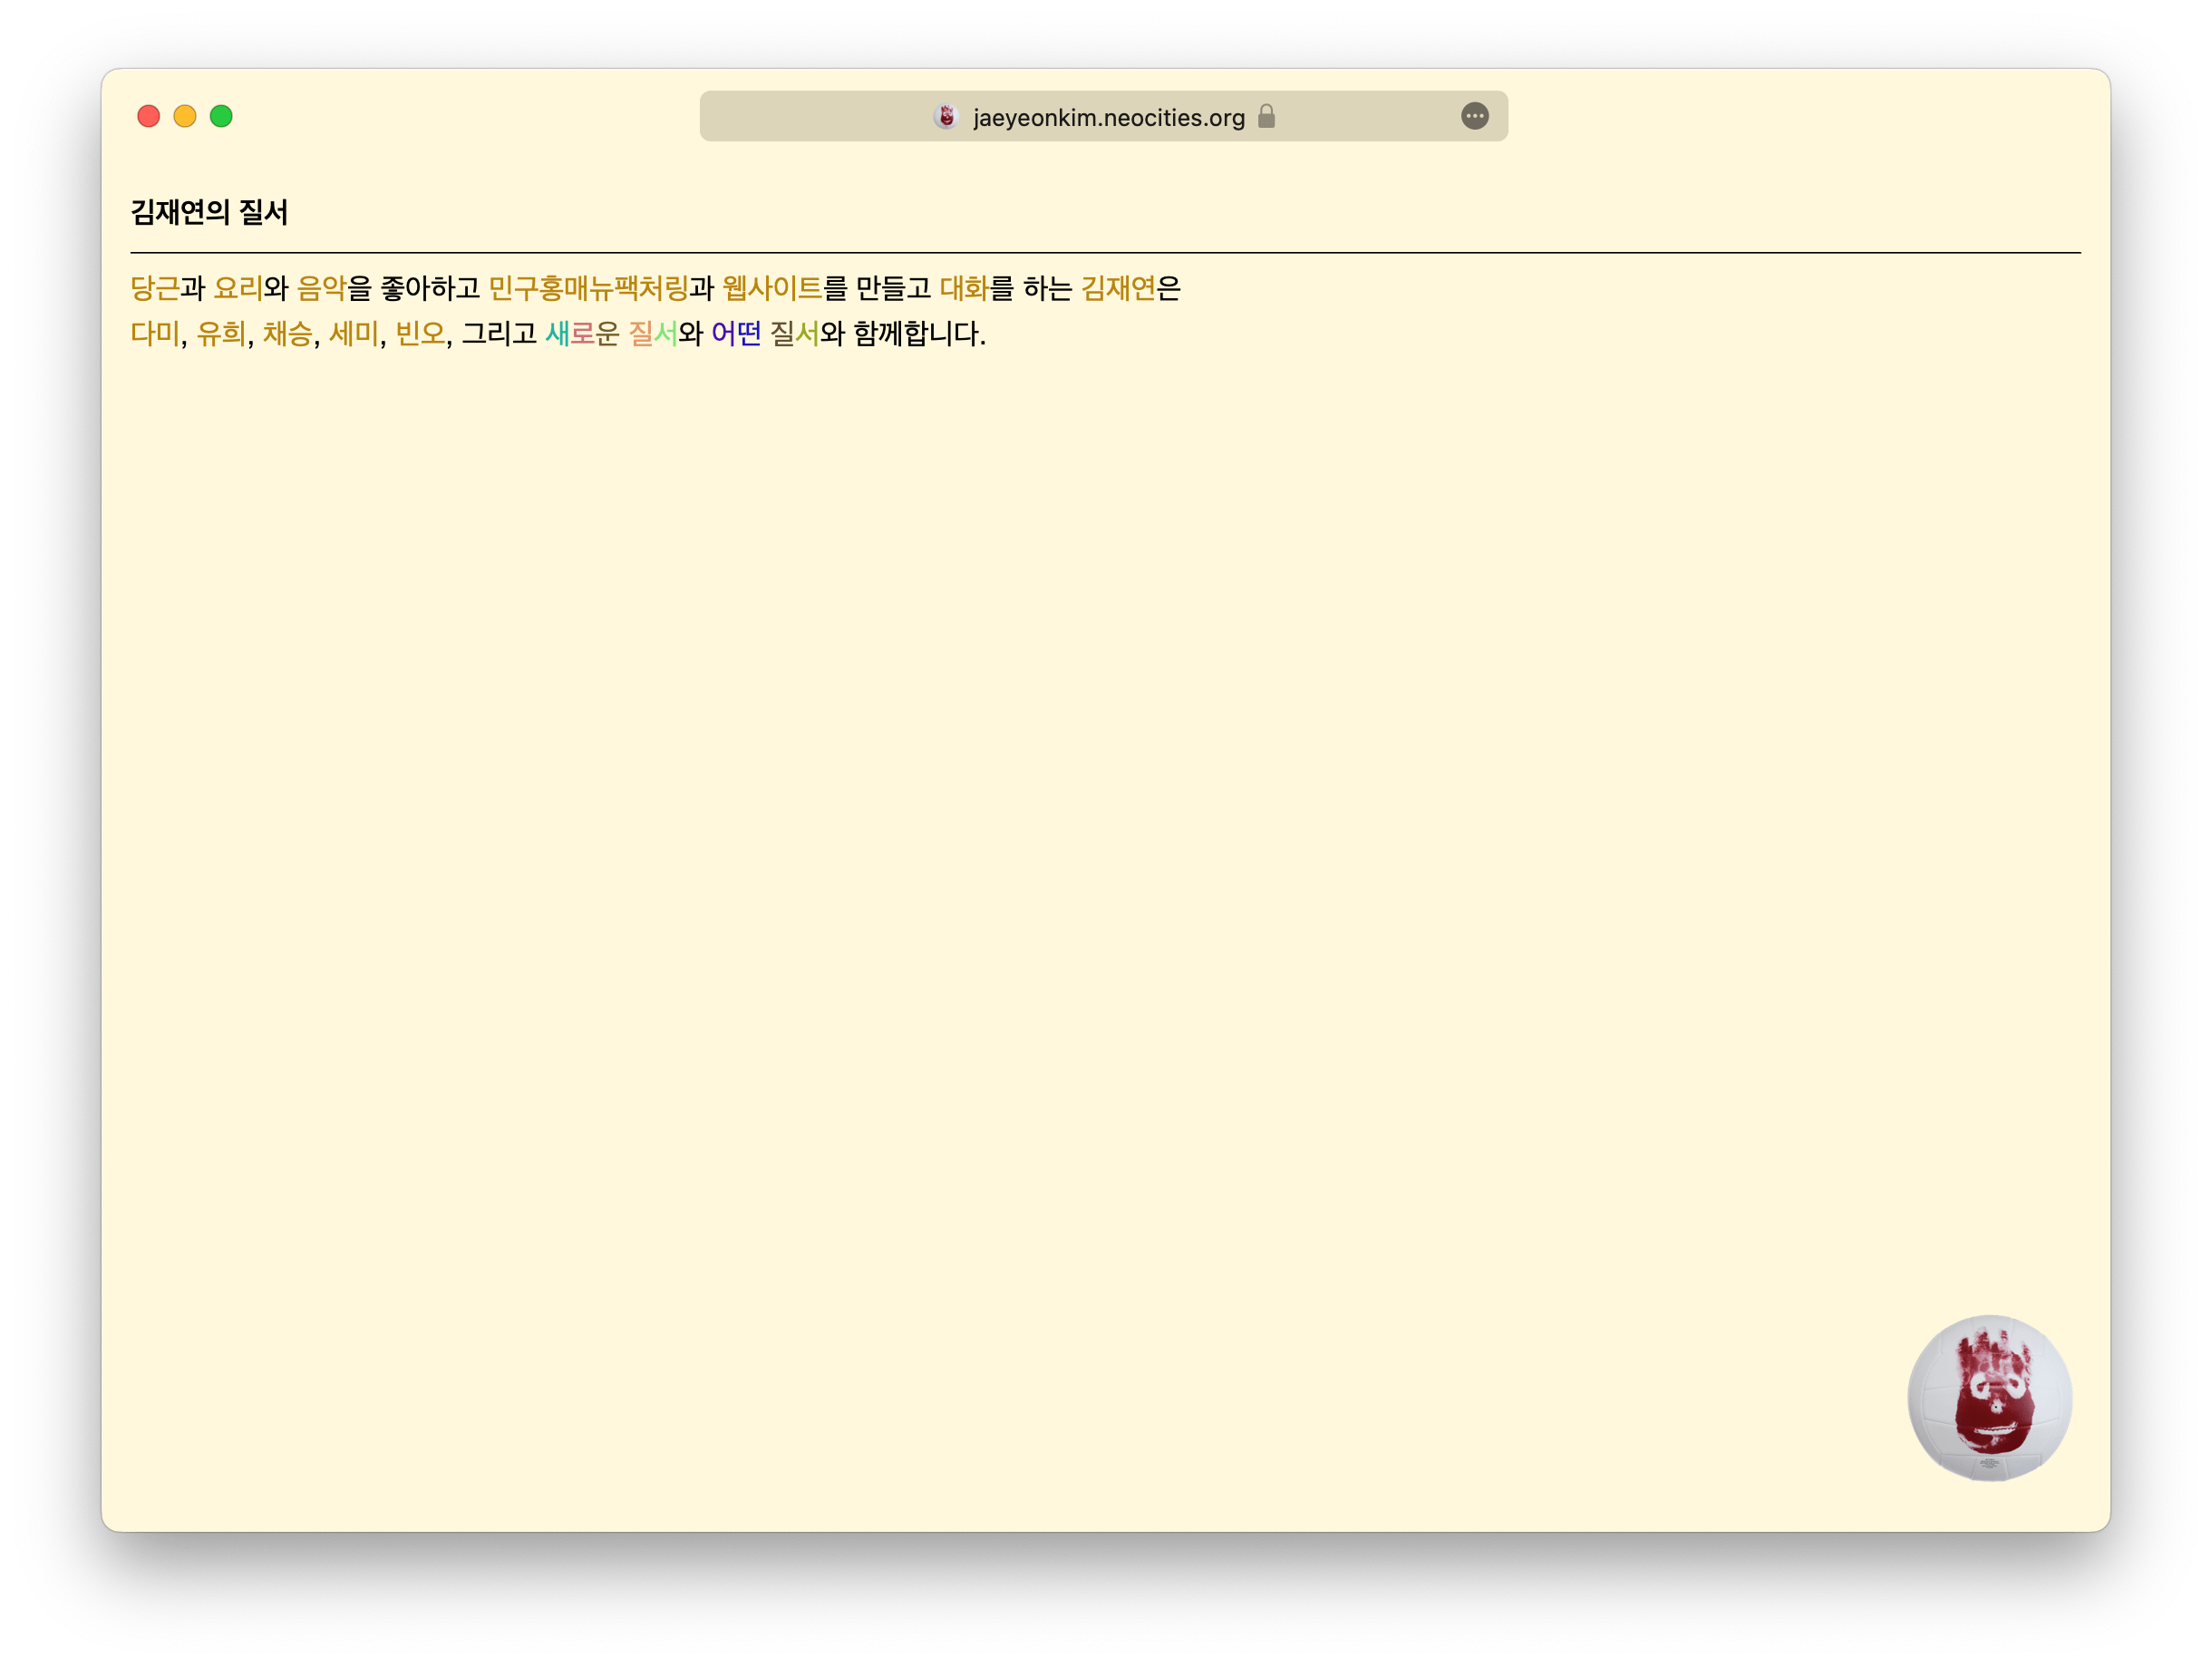 jaeyeonkim.neocities.org
김재연의 질서
당근과 요리와 음악을 좋아하고 민구홍매뉴팩처링과 웹사이트를 만들고 대화를 하는 김재연은
다미, 유희, 채승, 세미, 빈오, 그리고 새로운 질서와 어떤 질서와 함께합니다.